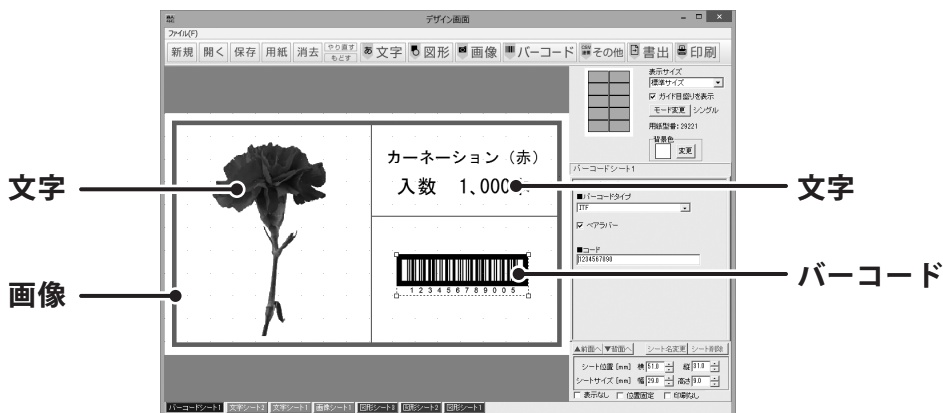 デザイン画面
ファイル(F)
新規 開く 保存 用紙 消去 やり直す もどす 文字 図形 画像 バーコード その他 書出 印刷
表示サイズ
標準サイズ
ガイド目盛りを表示
モード変更 シングル
用紙型番：29221
背景色
変更
バーコードシート1
■バーコードタイプ
ITF
ベアラバー
■コード
1234567890
カーネーション（赤）
入数 1、000
1 2 3 4 5 6 7 8 9 0 0 5
文字
画像
文字
バーコード
▲前面へ ▼背面へ シート名変更 シート削除
シート位置 [mm] 横 51.0 縦 31.0
シートサイズ [mm] 幅 29.0 高さ 9.0
表示なし 位置固定 印刷なし
バーコードシート1 文字シート2 文字シート1 画像シート1 図形シート3 図形シート2 図形シート1